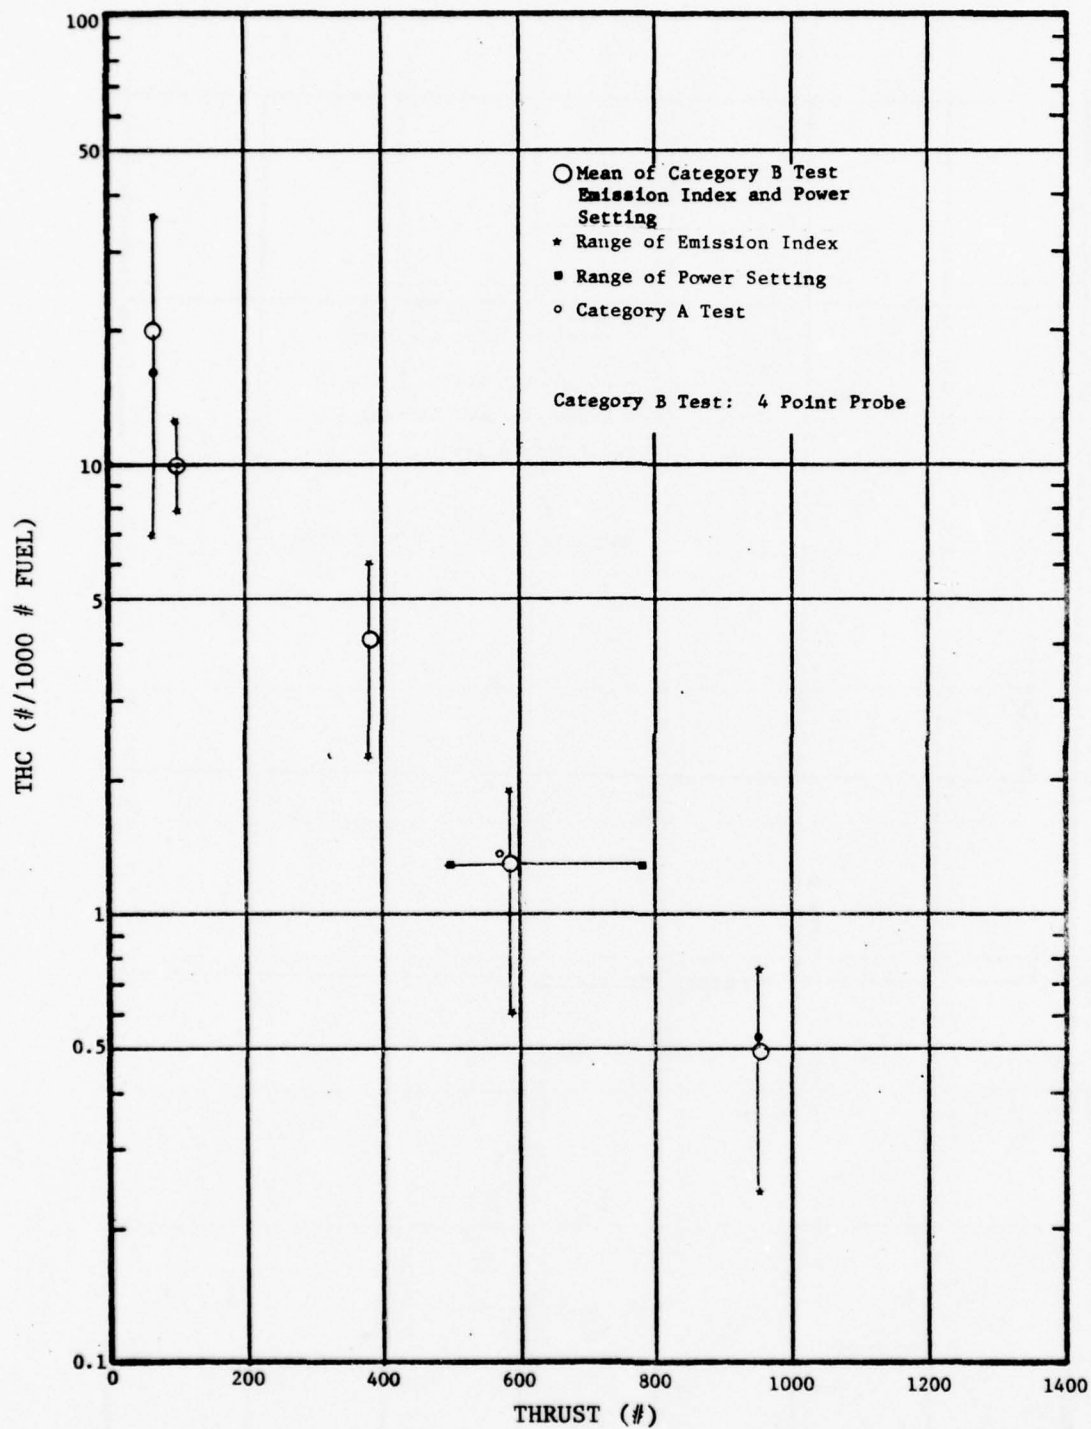 100
50
10
5
1
0.5
0.1
THC (#/1000 # FUEL)
Mean of Category B Test
Emission Index and Power
Setting
Range of Emission Index
Range of Power Setting
Category A Test
Category B Test: 4 Point Probe
0 200 400 600 800 1000 1200 1400
THRUST (#)